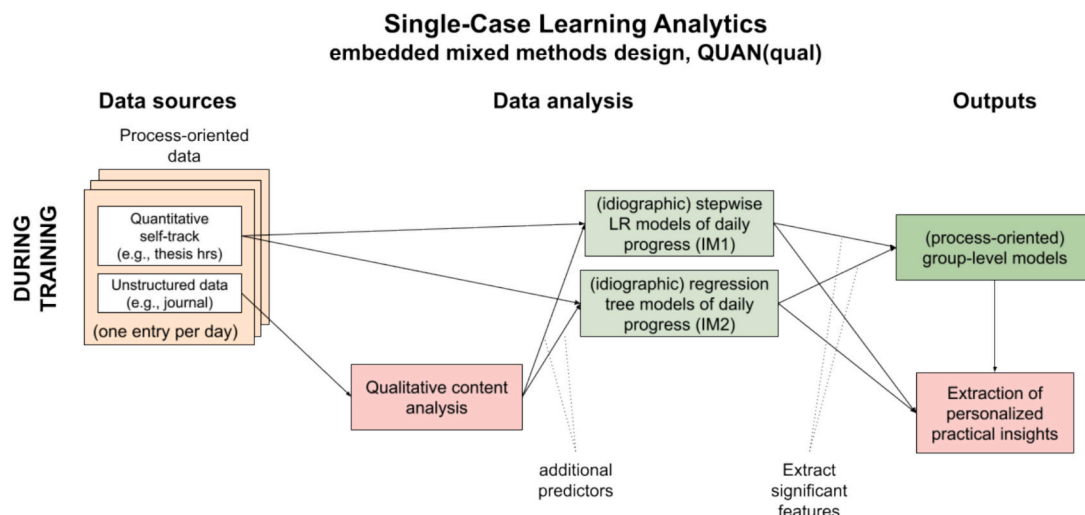 Single-Case Learning Analytics
embedded mixed methods design, QUAN(qual)
Data sources
Data analysis
Outputs
Process-oriented
data
DURING
TRAINING
Quantitative
self-track
(e.g., thesis hrs)
Unstructured data
(e.g., journal)
(one entry per day)
(idiographic) stepwise
LR models of daily
progress (IM1)
(idiographic) regression
tree models of daily
progress (IM2)
(process-oriented)
group-level models
Qualitative content
analysis
Extraction of
personalized
practical insights
additional
predictors
Extract
significant
features